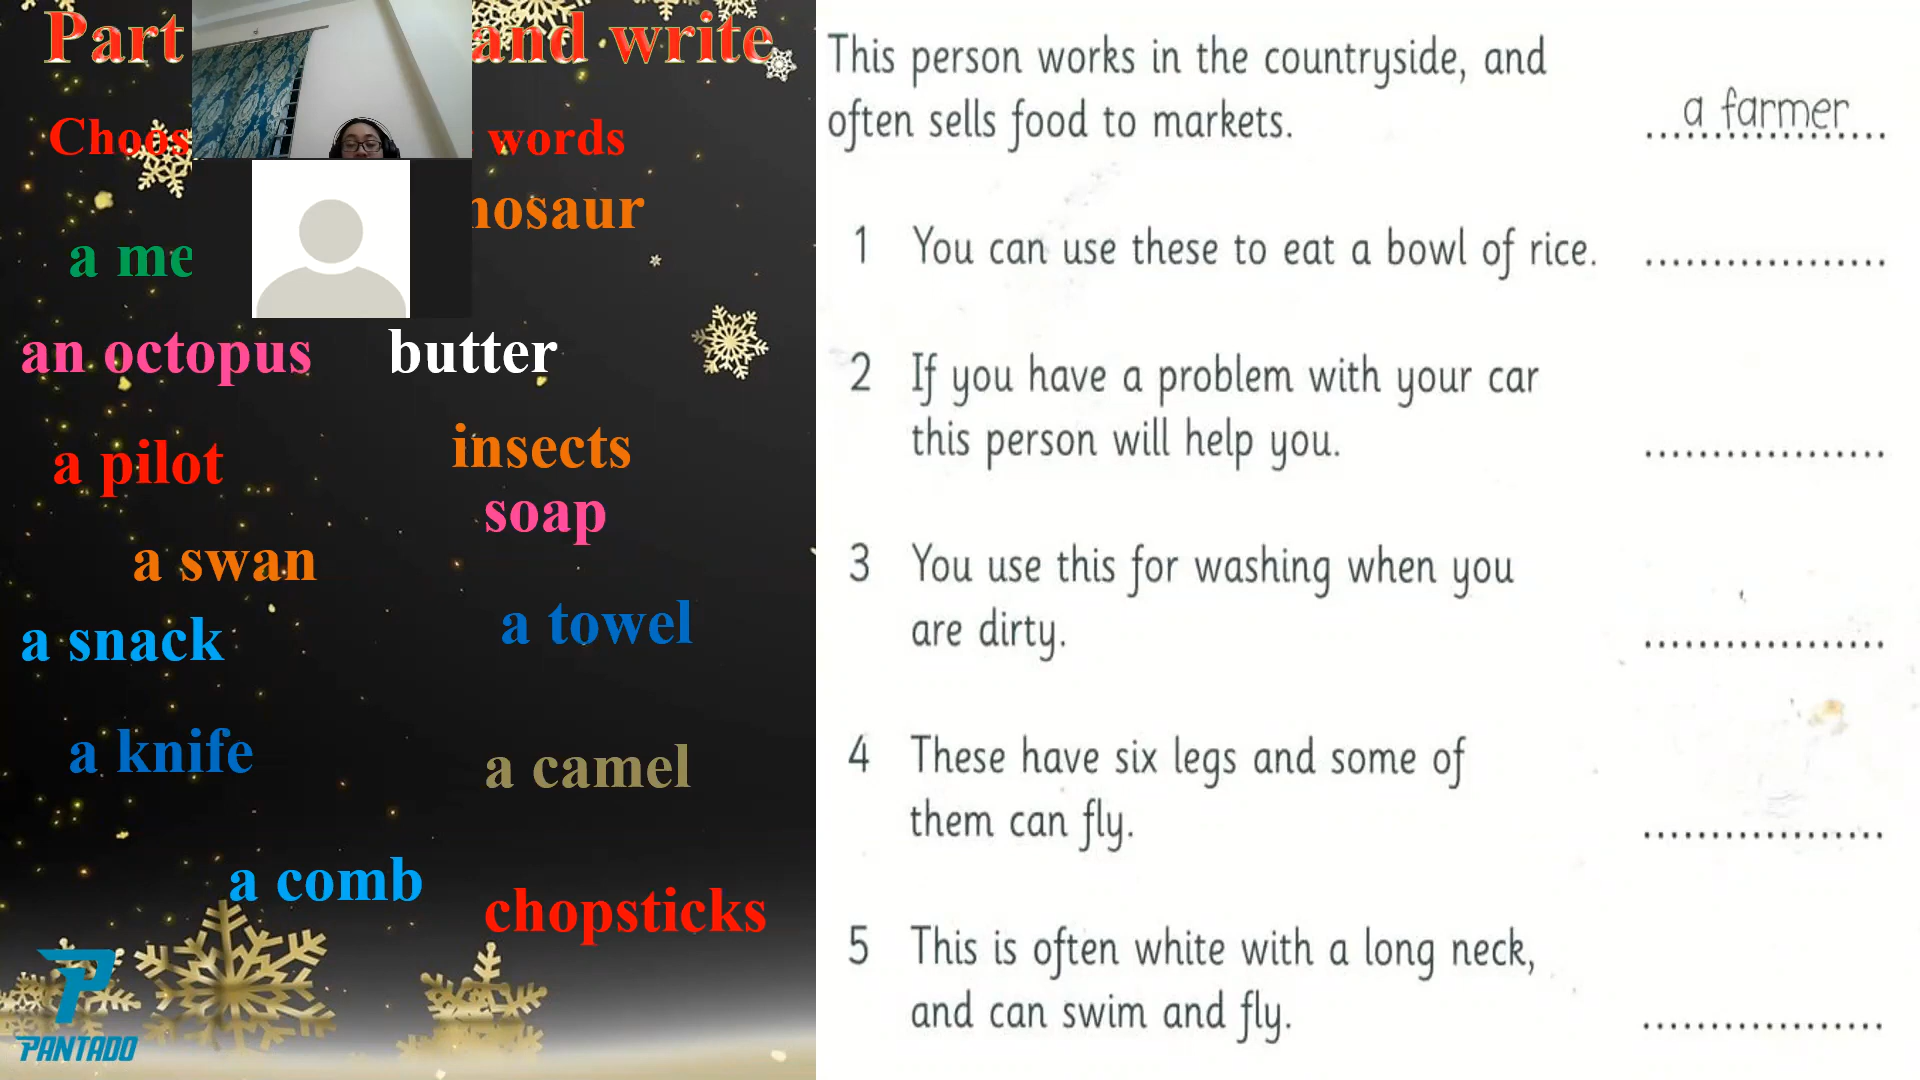 Part and write
Choos words
nosaur
a me
an octopus butter
a pilot insects
soap
a swan
a towel
a snack
a knife a camel
a comb
chopsticks
PANTADO
This person works in the countryside, and
often sells food to markets. a farmer
1 You can use these to eat a bowl of rice. ..................
2 If you have a problem with your car
this person will help you. ..................
3 You use this for washing when you
are dirty. ..................
4 These have six legs and some of
them can fly. ..................
5 This is often white with a long neck,
and can swim and fly. ..................